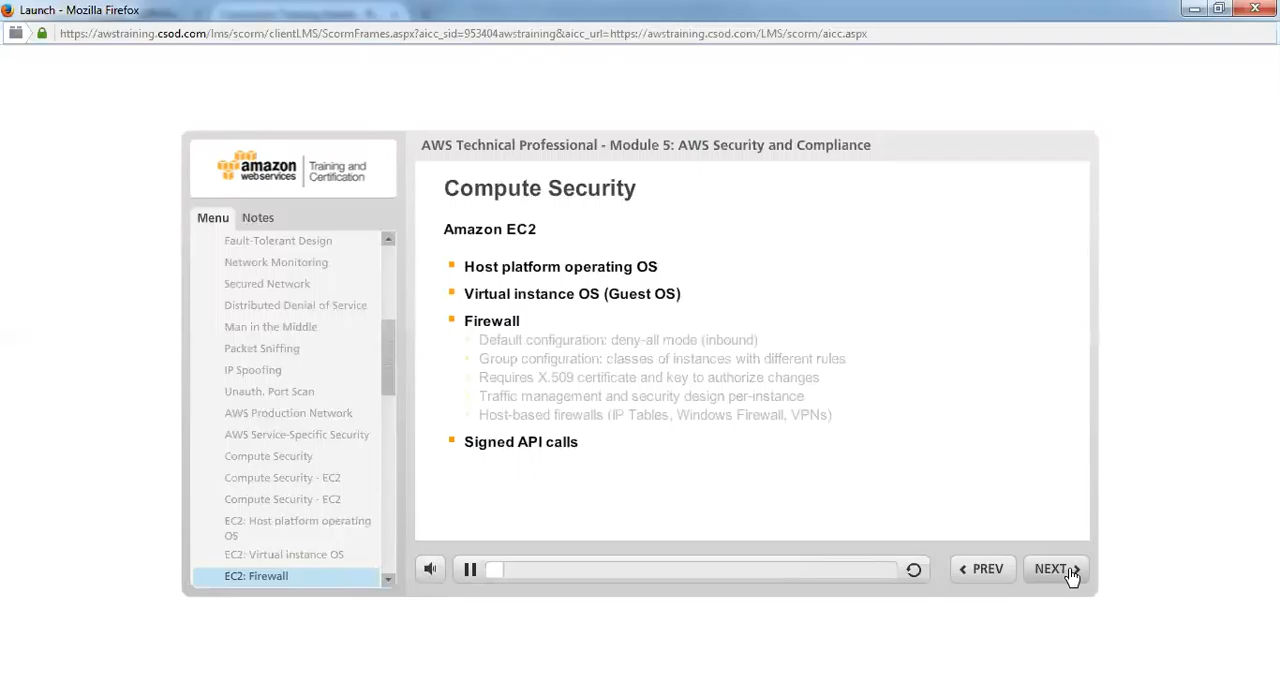 Launch - Mozilla Firefox
https://awstraining.csod.com/lms/scorm/clientLMS/ScormFrames.aspx?aicc_sid=953404awstraining&aicc_url=https://awstraining.csod.com/LMS/scorm/aicc.aspx
amazon
webservices
Training and
Certification
AWS Technical Professional - Module 5: AWS Security and Compliance
Menu
Notes
Fault-Tolerant Design
Network Monitoring
Secured Network
Distributed Denial of Service
Man in the Middle
Packet Sniffing
IP Spoofing
Unauth. Port Scan
AWS Production Network
AWS Service-Specific Security
Compute Security
Compute Security - EC2
Compute Security - EC2
EC2: Host platform operating
OS
EC2: Virtual instance OS
EC2: Firewall
Compute Security
Amazon EC2
Host platform operating OS
Virtual instance OS (Guest OS)
Firewall
Default configuration: deny-all mode (inbound)
Group configuration: classes of instances with different rules
Requires X.509 certificate and key to authorize changes
Traffic management and security design per-instance
Host-based firewalls (IP Tables, Windows Firewall, VPNs)
Signed API calls
PREV
NEXT